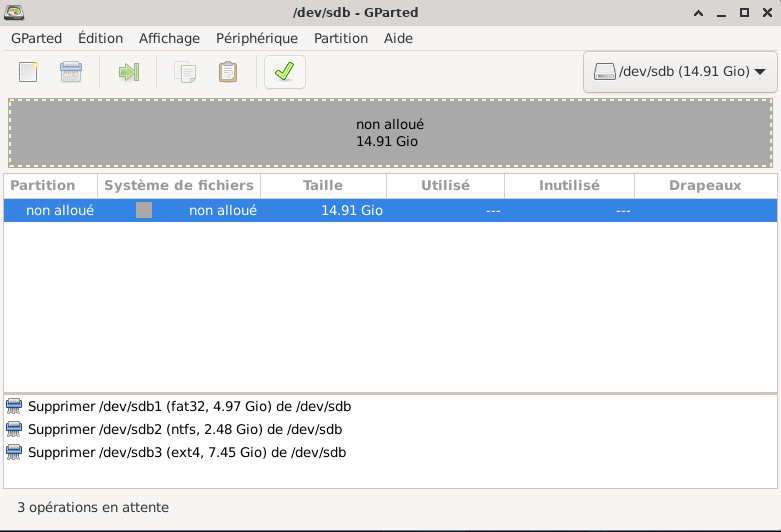 /dev/sdb - GParted
GParted Édition Affichage Périphérique Partition Aide
/dev/sdb (14.91 Gio)
non alloué
14.91 Gio
Partition Système de fichiers Taille Utilisé Inutilisé Drapeaux
non alloué non alloué 14.91 Gio --- ---
Supprimer /dev/sdb1 (fat32, 4.97 Gio) de /dev/sdb
Supprimer /dev/sdb2 (ntfs, 2.48 Gio) de /dev/sdb
Supprimer /dev/sdb3 (ext4, 7.45 Gio) de /dev/sdb
3 opérations en attente